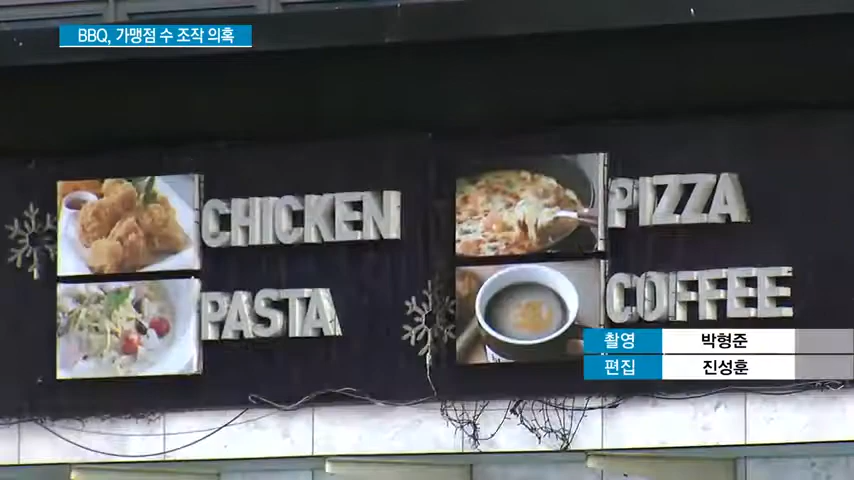 BBQ, 가맹점 수 조작 의혹
CHICKEN
PIZZA
PASTA
COFFEE
촬영 박형준
편집 진성훈